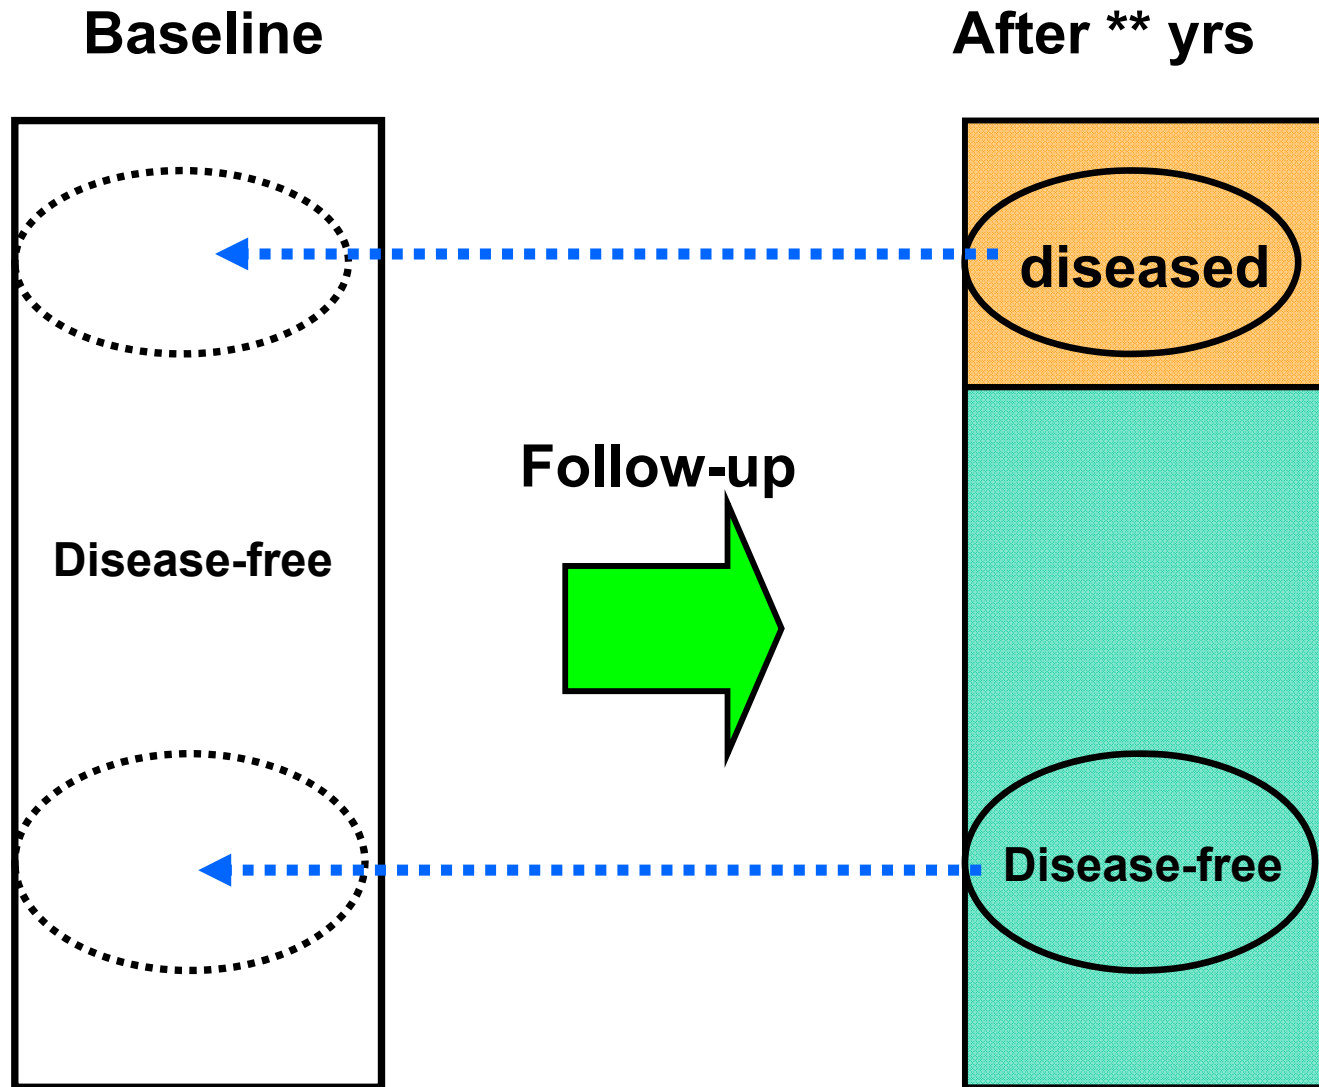 Baseline
After ** yrs
diseased
Follow-up
Disease-free
Disease-free